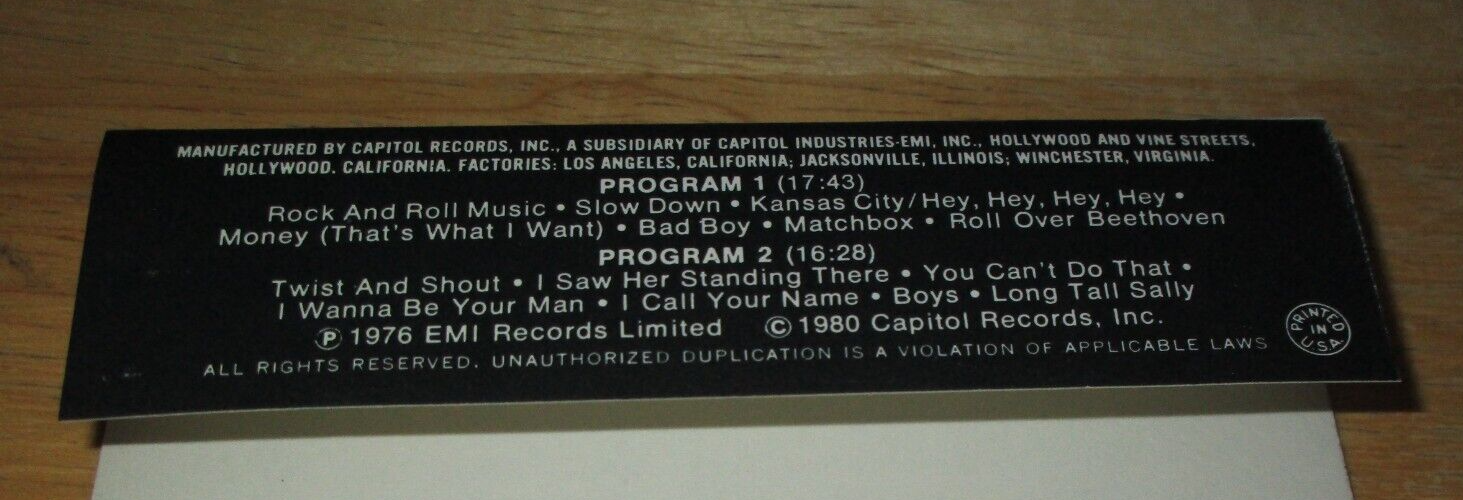 MANUFACTURED BY CAPITOL RECORDS, INC., A SUBSIDIARY OF CAPITOL INDUSTRIES-EMI, INC., HOLLYWOOD AND VINE STREETS,
HOLLYWOOD. CALIFORNIA. FACTORIES: LOS ANGELES, CALIFORNIA; JACKSONVILLE, ILLINOIS; WINCHESTER, VIRGINIA.
PROGRAM 1 (17:43)
Rock And Roll Music • Slow Down • Kansas City/Hey, Hey, Hey, Hey •
Money (That's What I Want) • Bad Boy • Matchbox • Roll Over Beethoven
PROGRAM 2 (16:28)
Twist And Shout • I Saw Her Standing There • You Can't Do That •
I Wanna Be Your Man • I Call Your Name • Boys • Long Tall Sally
℗ 1976 EMI Records Limited © 1980 Capitol Records, Inc.
ALL RIGHTS RESERVED. UNAUTHORIZED DUPLICATION IS A VIOLATION OF APPLICABLE LAWS
PRINTED
IN
U.S.A.